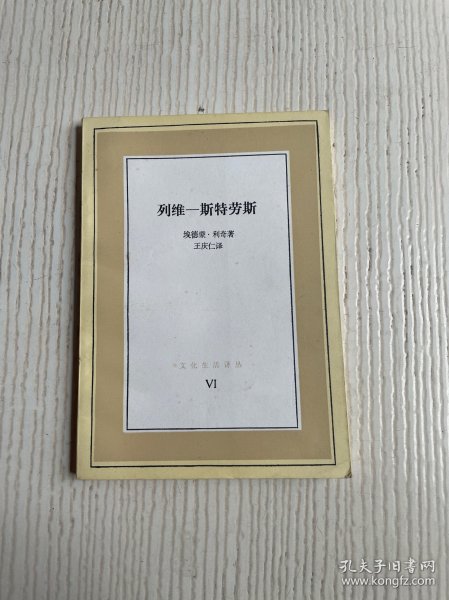 列维—斯特劳斯
埃德蒙·利奇著
王庆仁译
文化生活译丛
VI
孔夫子旧书网
www.kongfz.com